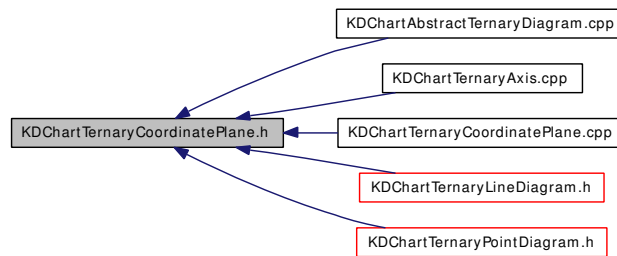 KDChartAbstractTernaryDiagram.cpp
KDChartTernaryAxis.cpp
KDChartTernaryCoordinatePlane.h
KDChartTernaryCoordinatePlane.cpp
KDChartTernaryLineDiagram.h
KDChartTernaryPointDiagram.h